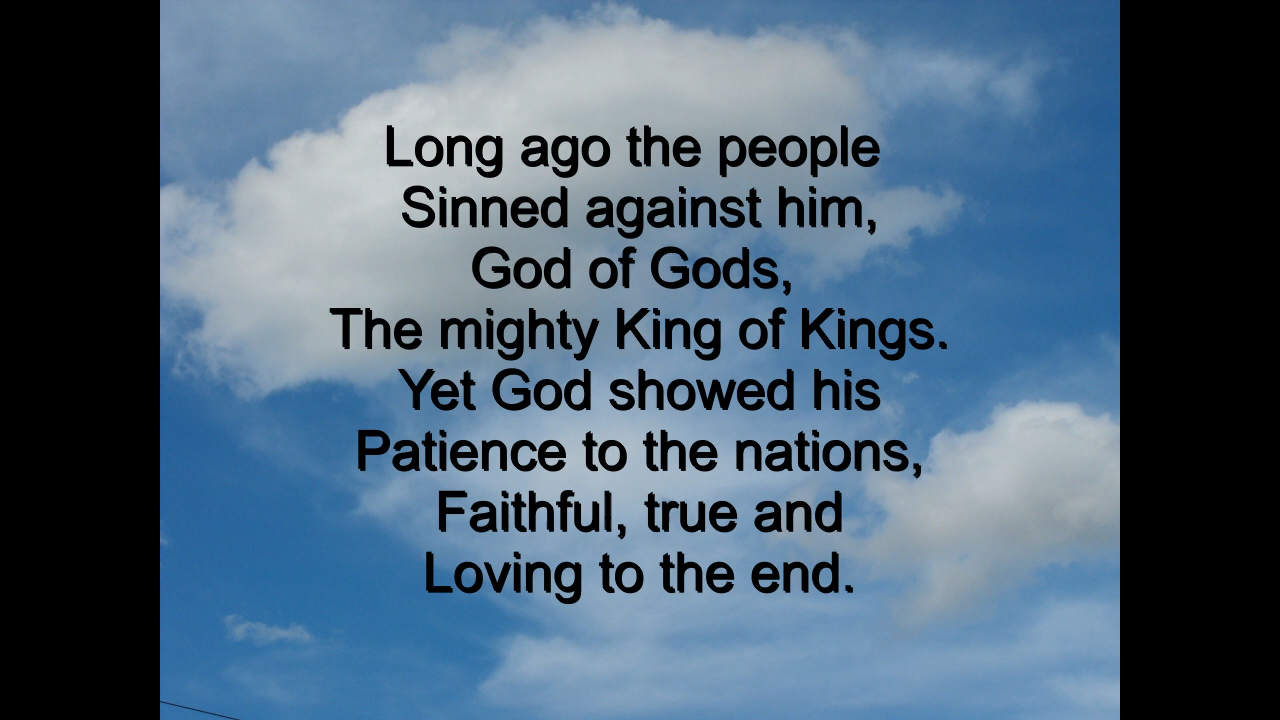 Long ago the people
Sinned against him,
God of Gods,
The mighty King of Kings.
Yet God showed his
Patience to the nations,
Faithful, true and
Loving to the end.